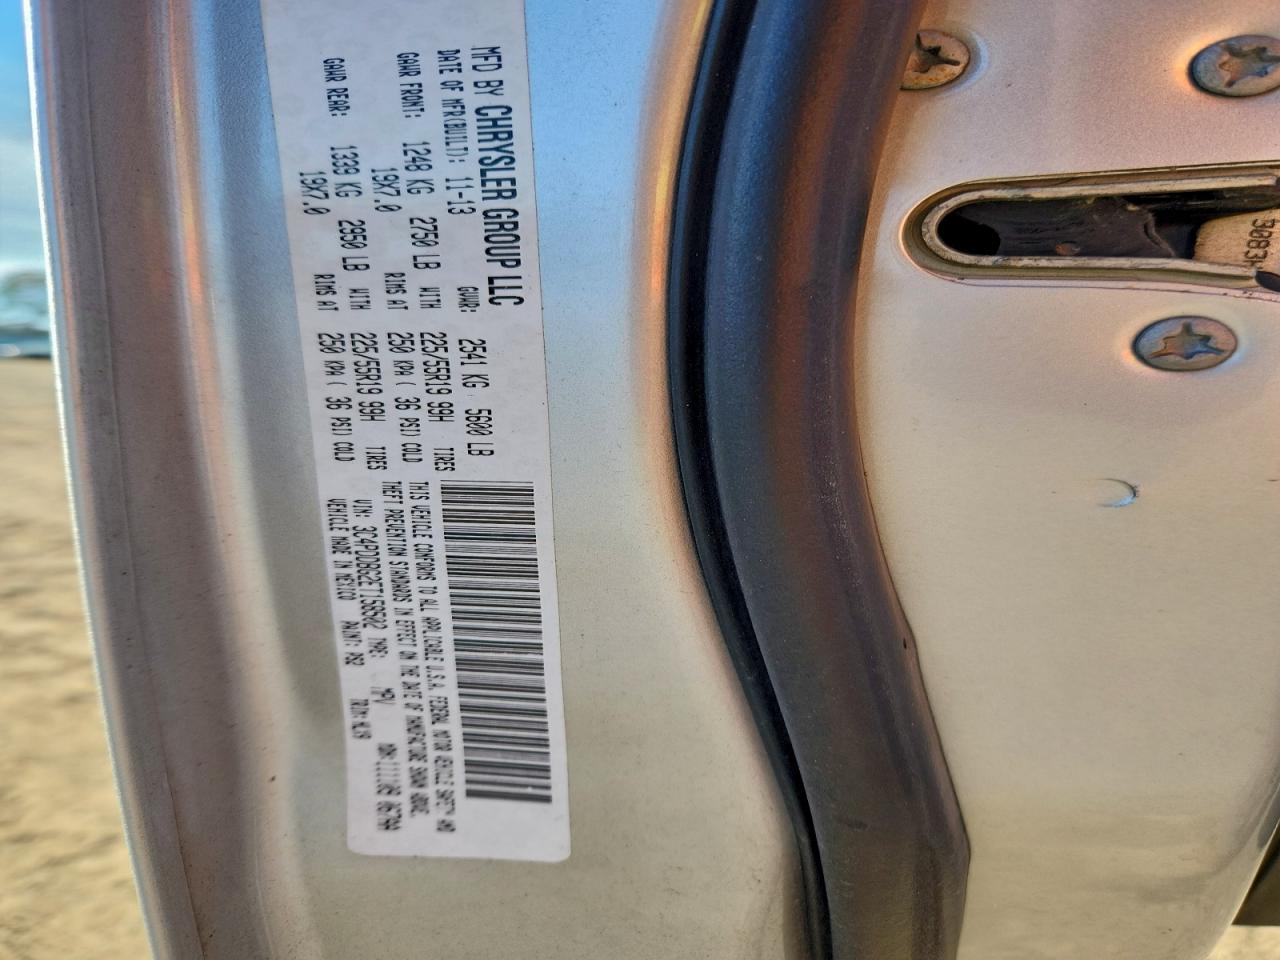 MFD BY CHRYSLER GROUP LLC
DATE OF MFR(BUILT): 11-13 GVWR: 2541 KG 5600 LB
GAWR FRONT: 1248 KG 2750 LB WITH 225/55R19 99H TIRES
19X7.0 RIMS AT 250 KPA( 36 PSI) COLD
GAWR REAR: 1339 KG 2950 LB WITH 225/55R19 99H TIRES
19X7.0 RIMS AT 250 KPA( 36 PSI) COLD
THIS VEHICLE CONFORMS TO ALL APPLICABLE U.S.A. FEDERAL MOTOR VEHICLE SAFETY AND
THEFT PREVENTION STANDARDS IN EFFECT ON THE DATE OF MANUFACTURE SHOWN ABOVE.
VIN: 3C4PDDBG2ET158502 TYPE: MPV
VEHICLE MADE IN MEXICO PAINT: PS2
3083